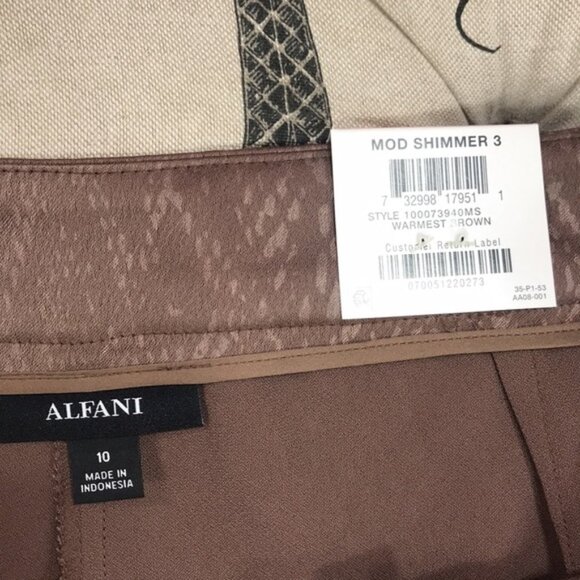 MOD SHIMMER 3
7 32998 17951 1
STYLE 100073940MS
WARMEST BROWN
Customer Return Label
070051220273
35-P1-53
AA08-001
ALFANI
10
MADE IN
INDONESIA